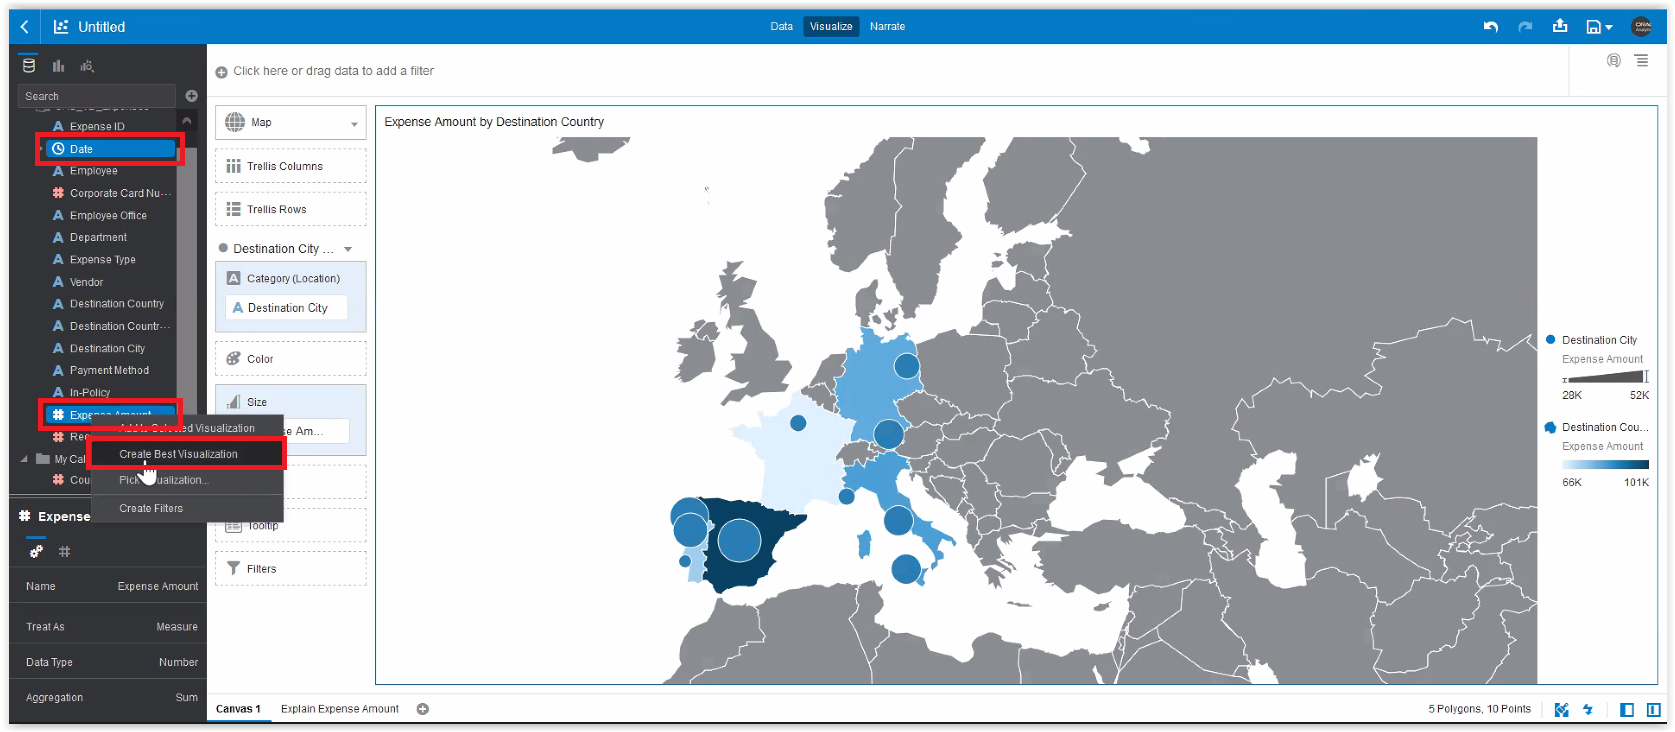 Untitled
Data
Visualize
Narrate
Search
Expense ID
Date
Employee
Corporate Card Nu···
Employee Office
Department
Expense Type
Vendor
Destination Country
Destination Countr···
Destination City
Payment Method
In-Policy
Expense Amount
My Cal
Cou
Add to Selected Visualization
Create Best Visualization
Pick Visualization...
Create Filters
Expense
Name
Expense Amount
Treat As
Measure
Data Type
Number
Aggregation
Sum
Click here or drag data to add a filter
Map
Trellis Columns
Trellis Rows
Destination City ...
Category (Location)
Destination City
Color
Size
se Am...
Tooltip
Filters
Expense Amount by Destination Country
Destination City
Expense Amount
28K 52K
Destination Cou...
Expense Amount
66K 101K
Canvas 1
Explain Expense Amount
5 Polygons, 10 Points